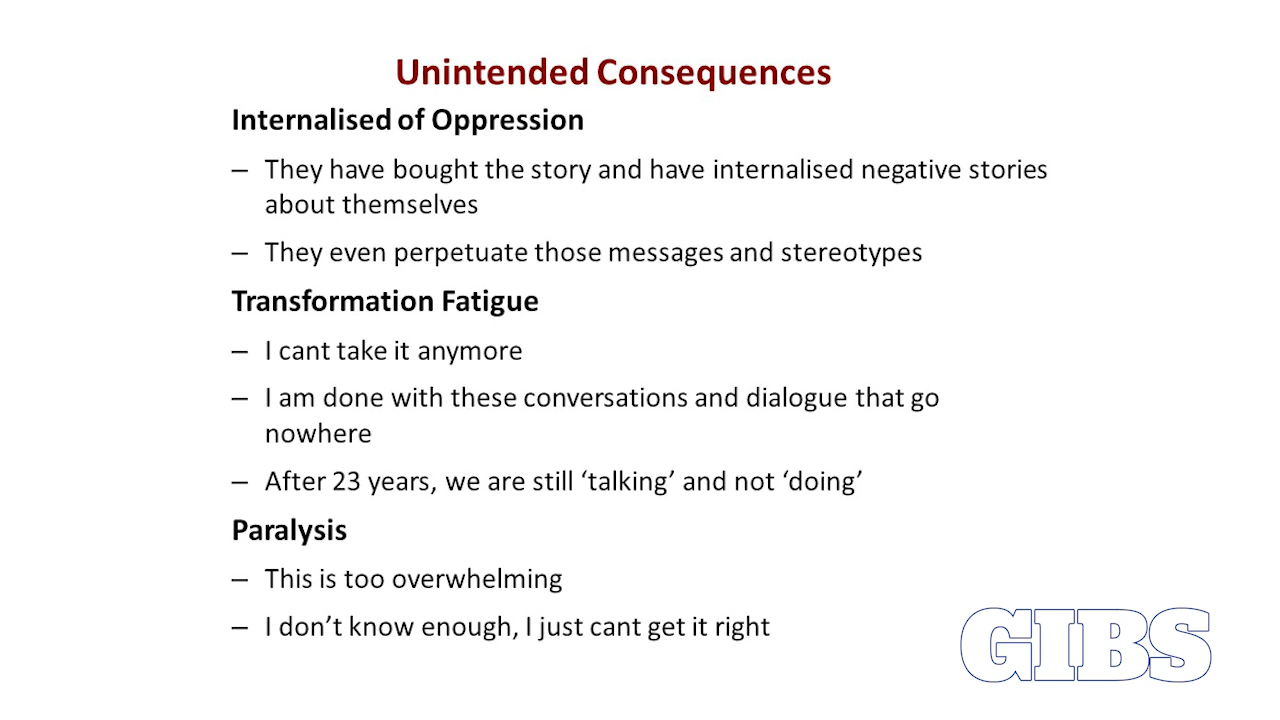 Unintended Consequences
Internalised of Oppression
– They have bought the story and have internalised negative stories
about themselves
– They even perpetuate those messages and stereotypes
Transformation Fatigue
– I cant take it anymore
– I am done with these conversations and dialogue that go
nowhere
– After 23 years, we are still ‘talking’ and not ‘doing’
Paralysis
– This is too overwhelming
– I don’t know enough, I just cant get it right
GIBS